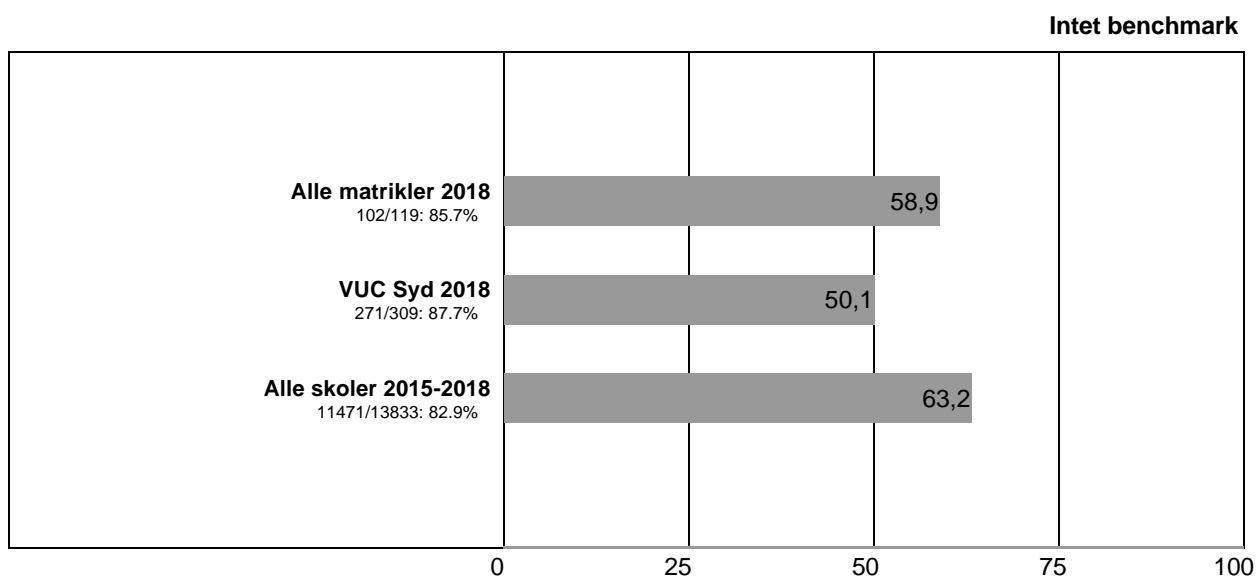 Intet benchmark
Alle matrikler 2018
102/119: 85.7%
58,9
VUC Syd 2018
271/309: 87.7%
50,1
Alle skoler 2015-2018
11471/13833: 82.9%
63,2
0 25 50 75 100